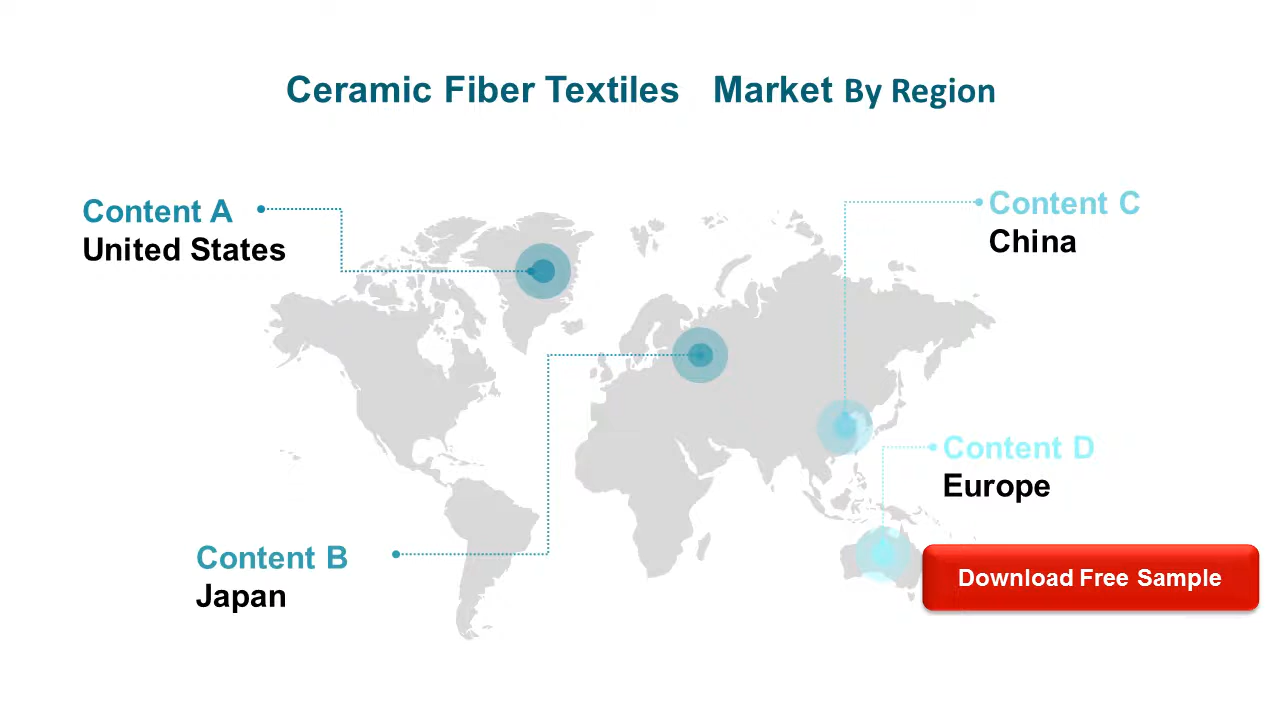 Ceramic Fiber Textiles Market By Region
Content A
United States
Content C
China
Content D
Europe
Content B
Japan
Download Free Sample